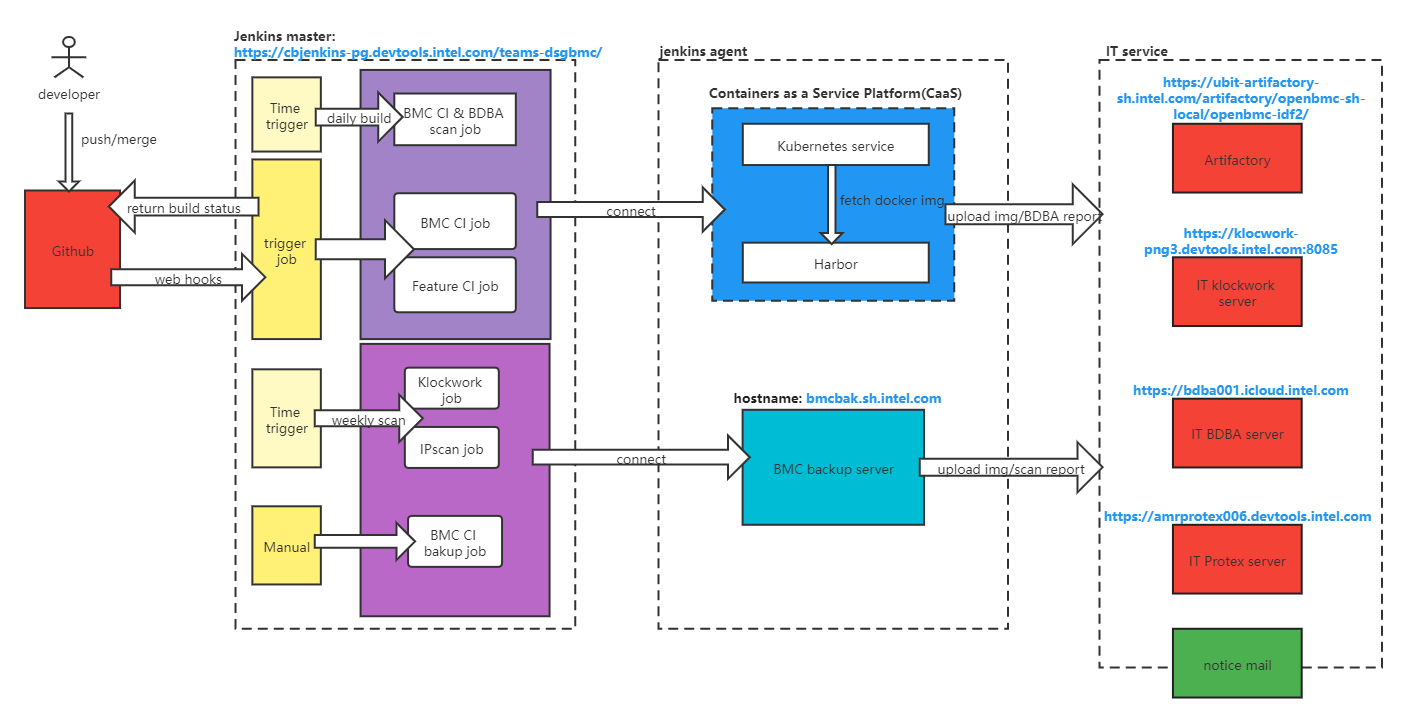 developer
push/merge
Github
return build status
web hooks
Jenkins master:
https://cbjenkins-pg.devtools.intel.com/teams-dsgbmc/
Time
trigger
daily build
BMC CI & BDBA
scan job
trigger
job
BMC CI job
Feature CI job
Time
trigger
weekly scan
Klockwork
job
IPscan job
Manual
BMC CI
bakup job
connect
connect
jenkins agent
Containers as a Service Platform(CaaS)
Kubernetes service
fetch docker img
Harbor
hostname: bmcbak.sh.intel.com
BMC backup server
upload img/BDBA report
upload img/scan report
IT service
https://ubit-artifactory-
sh.intel.com/artifactory/openbmc-sh-
local/openbmc-idf2/
Artifactory
https://klocwork-
png3.devtools.intel.com:8085
IT klockwork
server
https://bdba001.icloud.intel.com
IT BDBA server
https://amrprotex006.devtools.intel.com
IT Protex server
notice mail